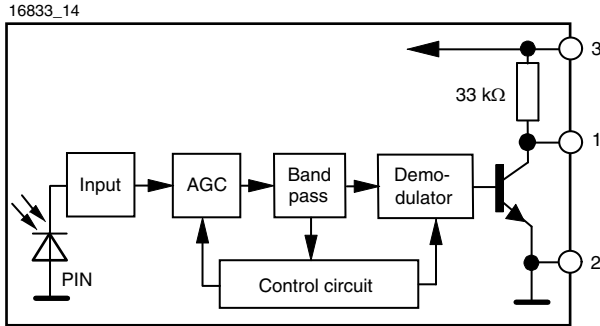 16833_14
3
33 kΩ
1
Input
AGC
Band
pass
Demo-
dulator
PIN
Control circuit
2